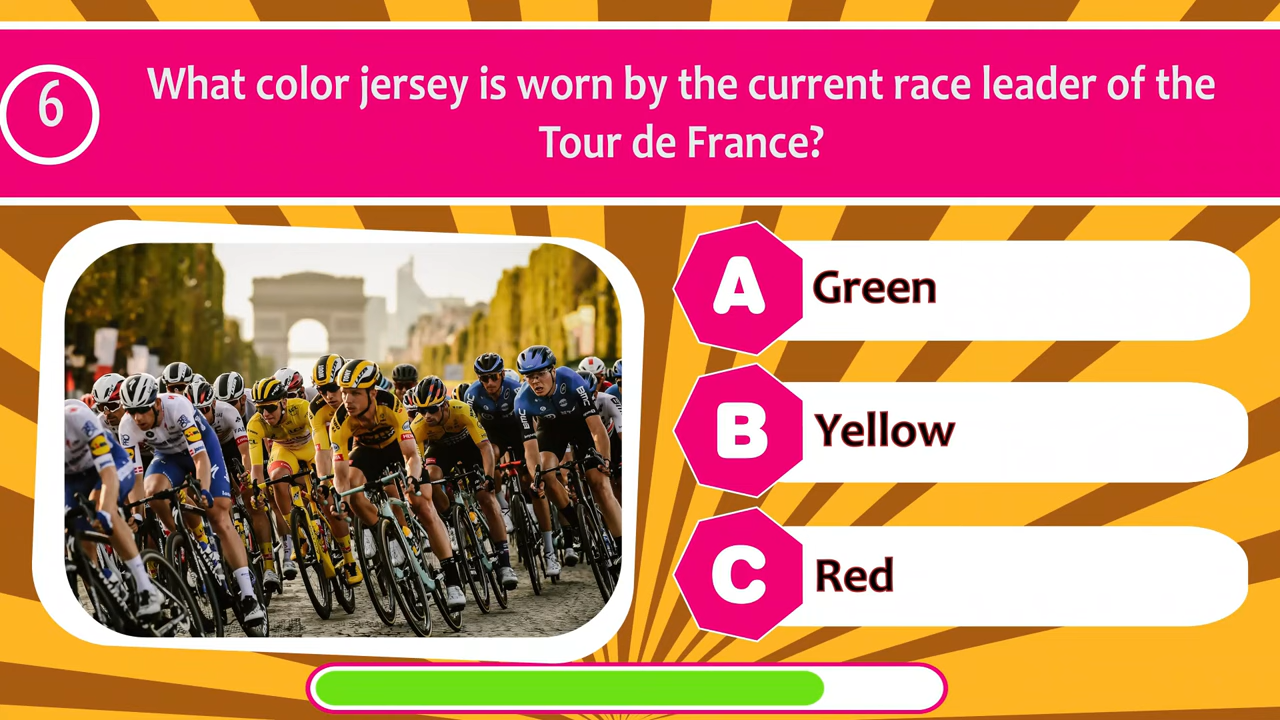 6
What color jersey is worn by the current race leader of the
Tour de France?
A
Green
B
Yellow
C
Red